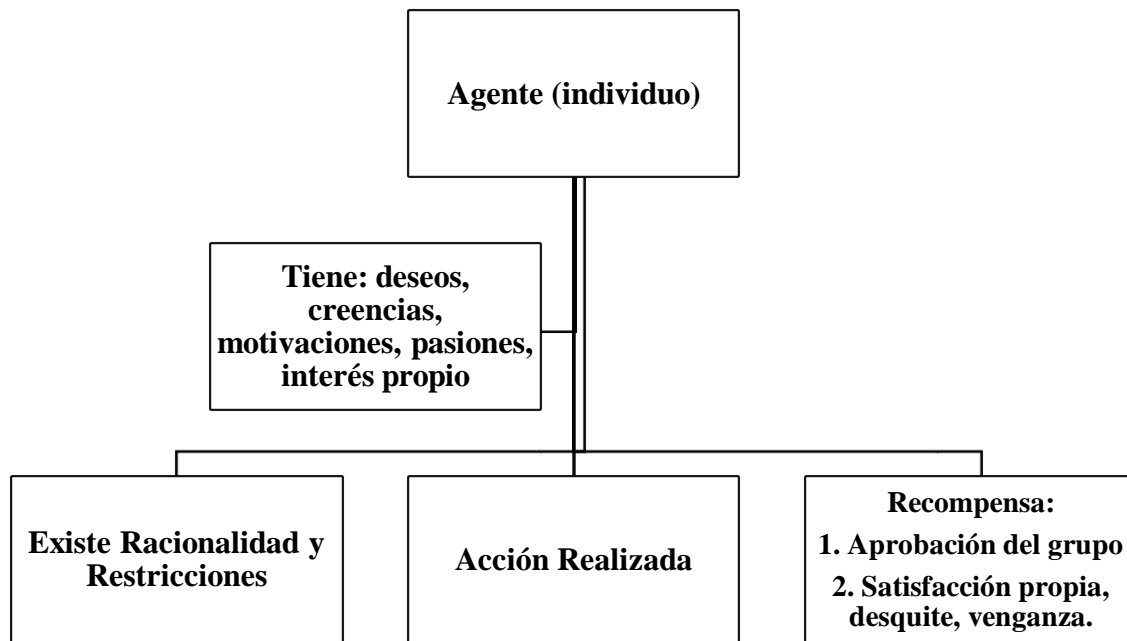 Agente (individuo)
Tiene: deseos,
creencias,
motivaciones, pasiones,
interés propio
Existe Racionalidad y
Restricciones
Acción Realizada
Recompensa:
1. Aprobación del grupo
2. Satisfacción propia,
desquite, venganza.